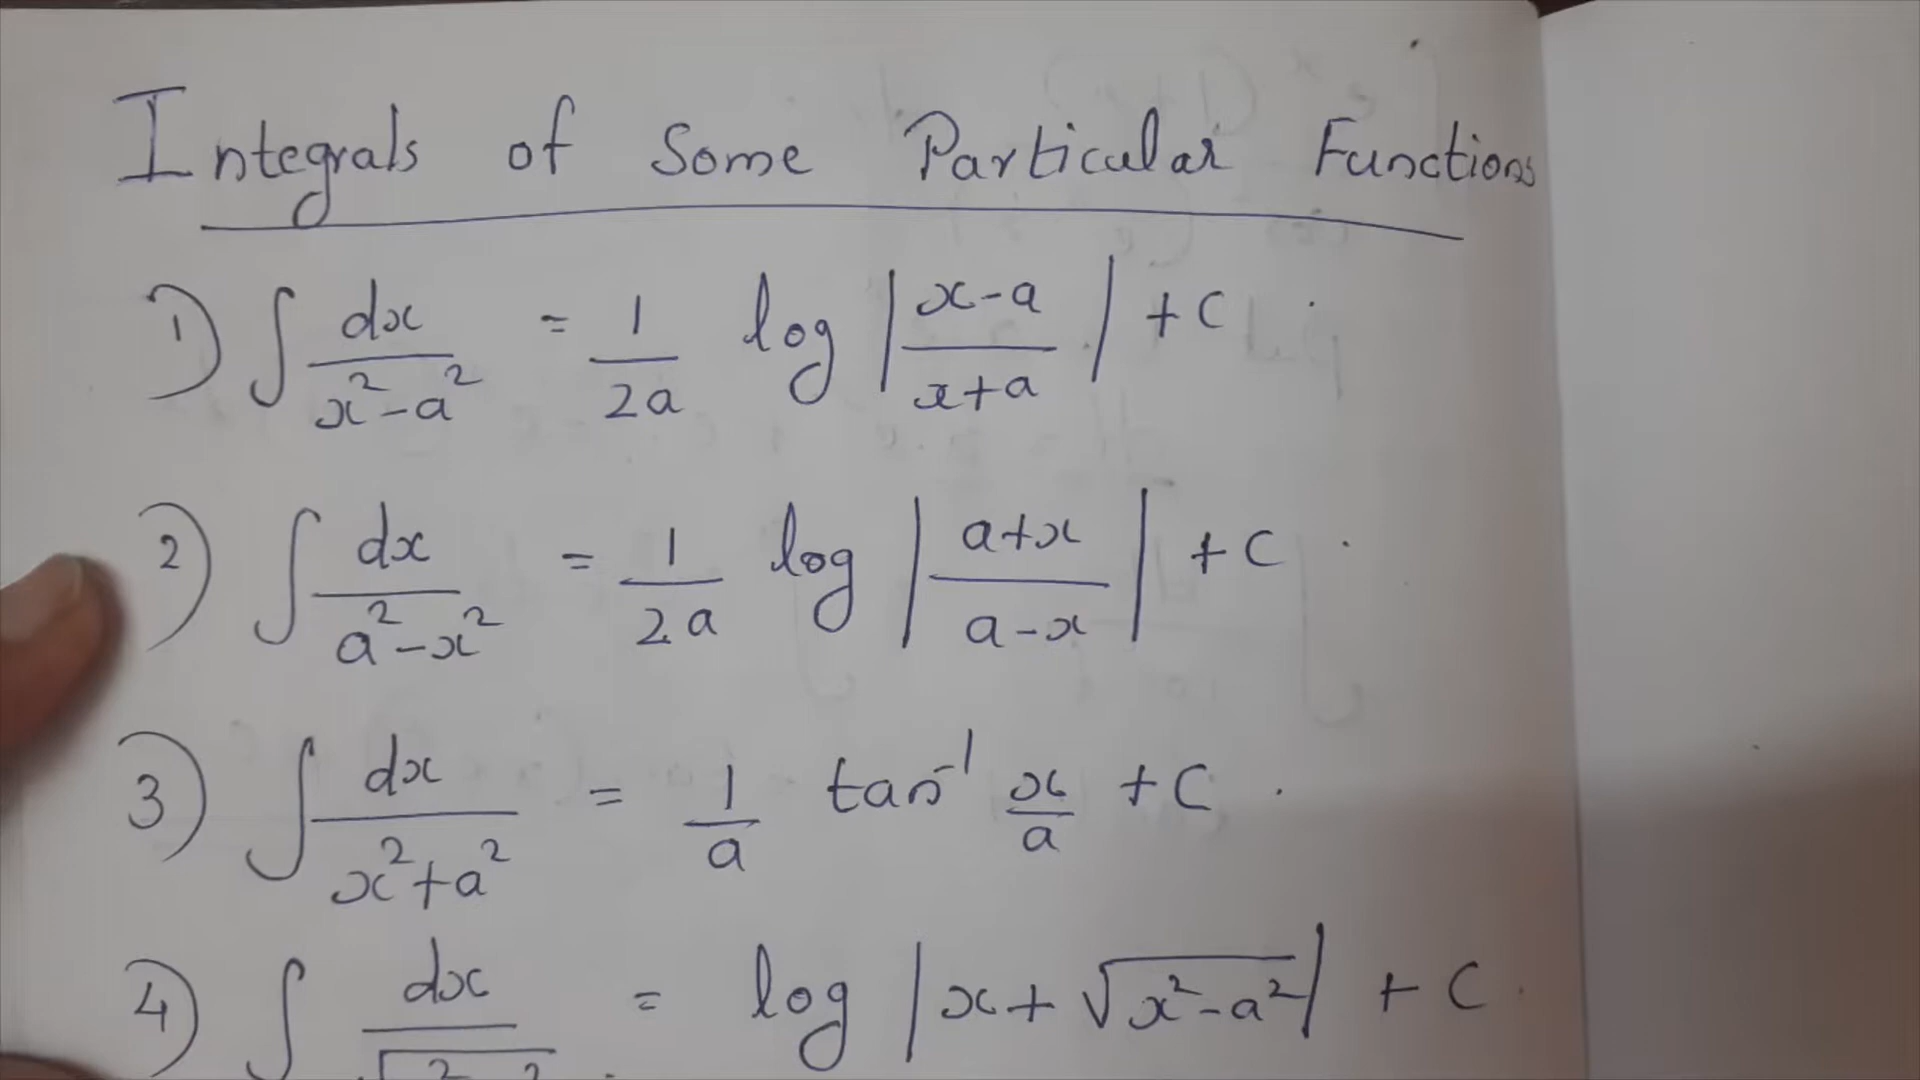 Integrals of Some Particular Functions
1) ∫ dx/(x²-a²) = 1/2a log |(x-a)/(x+a)| + C.
2) ∫ dx/(a²-x²) = 1/2a log |(a+x)/(a-x)| + C.
3) ∫ dx/(x²+a²) = 1/a tan⁻¹ x/a + C.
4) ∫ dx/√ = log |x+√(x²-a²)| + C.